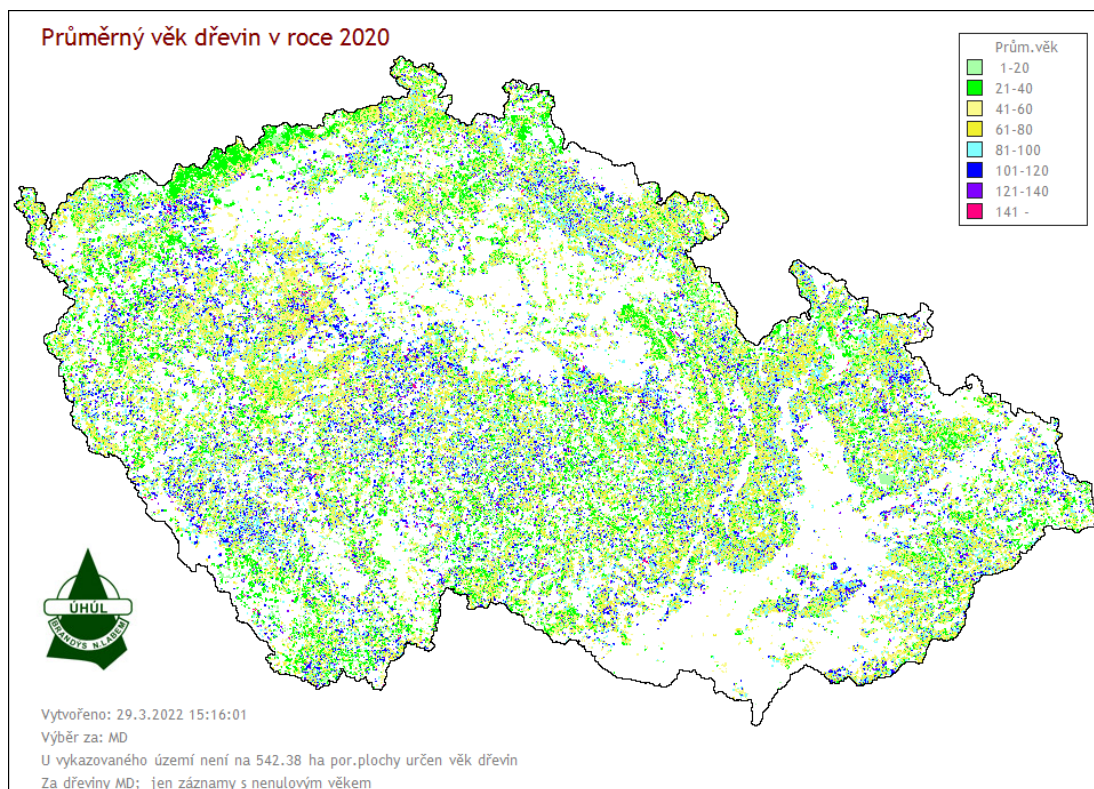 Průměrný věk dřevin v roce 2020
Prům.věk
1-20
21-40
41-60
61-80
81-100
101-120
121-140
141 -
ÚHÚL
BRANDÝS N.LABEM
Vytvořeno: 29.3.2022 15:16:01
Výběr za: MD
U vykazovaného území není na 542.38 ha por.plochy určen věk dřevin
Za dřeviny MD; jen záznamy s nenulovým věkem